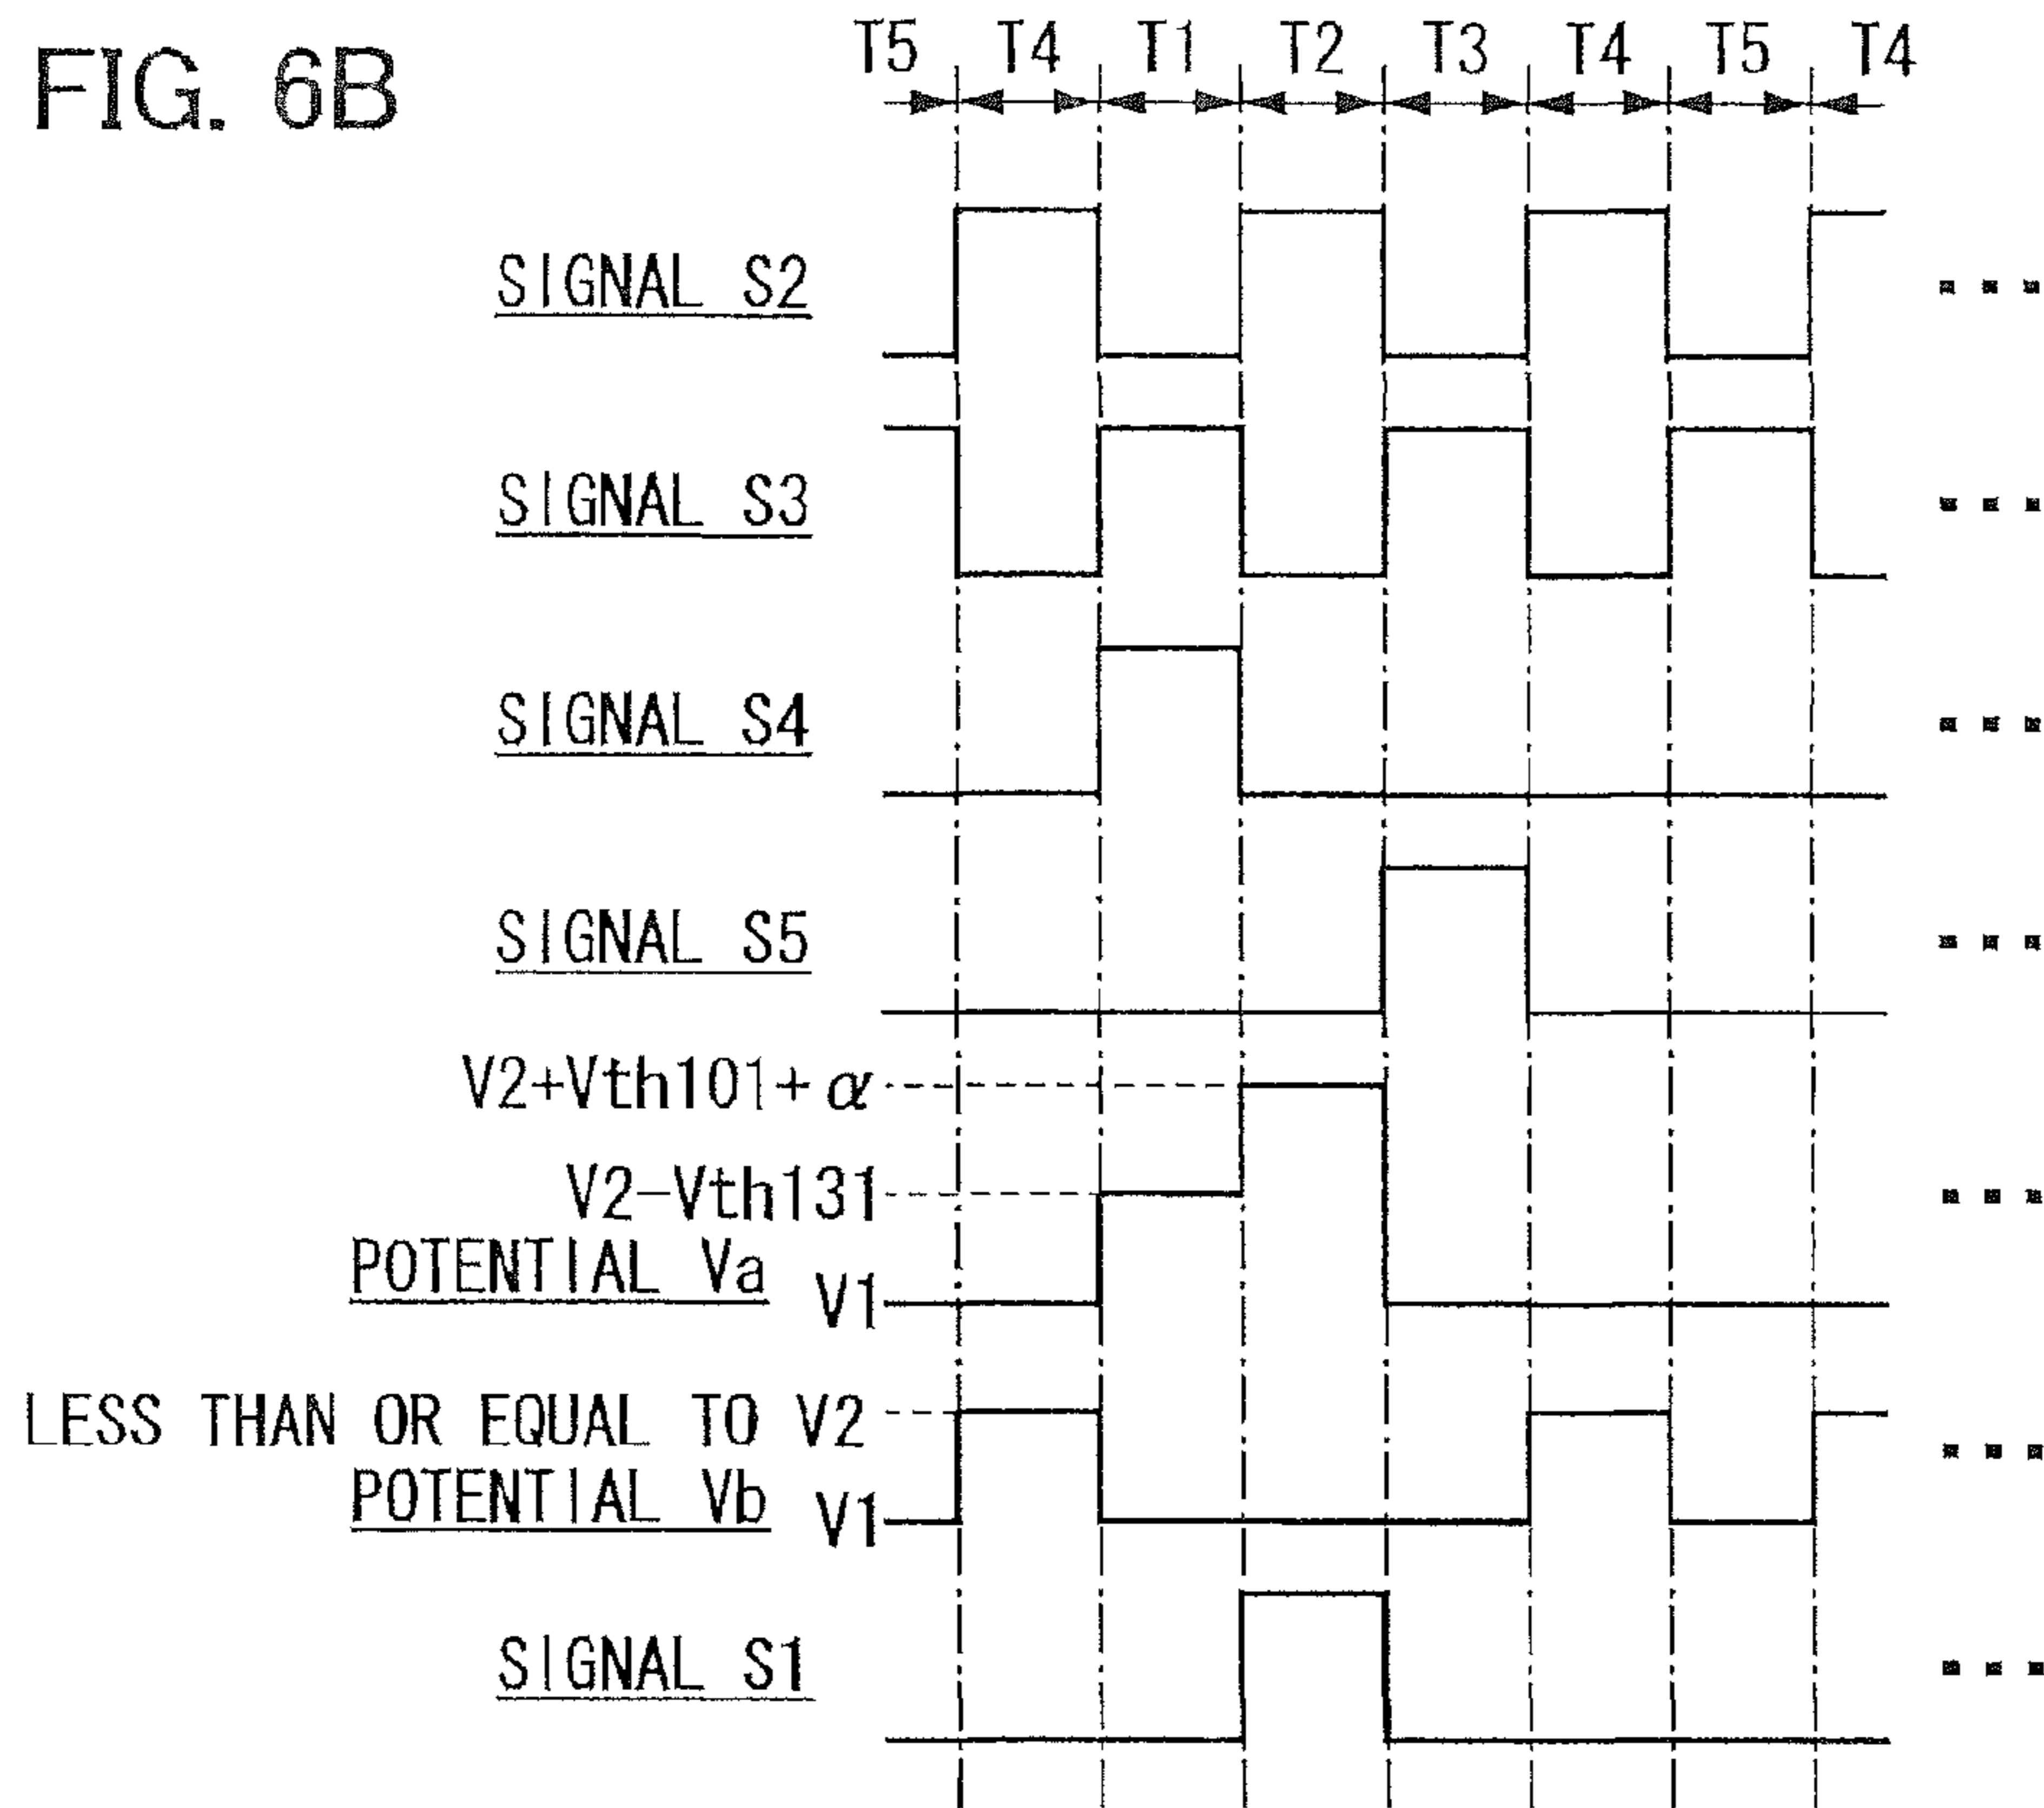 FIG. 6B
T5 T4 T1 T2 T3 T4 T5 T4
SIGNAL S2
SIGNAL S3
SIGNAL S4
SIGNAL S5
V2+Vth101+α
V2-Vth131
POTENTIAL Va V1
LESS THAN OR EQUAL TO V2
POTENTIAL Vb V1
SIGNAL S1